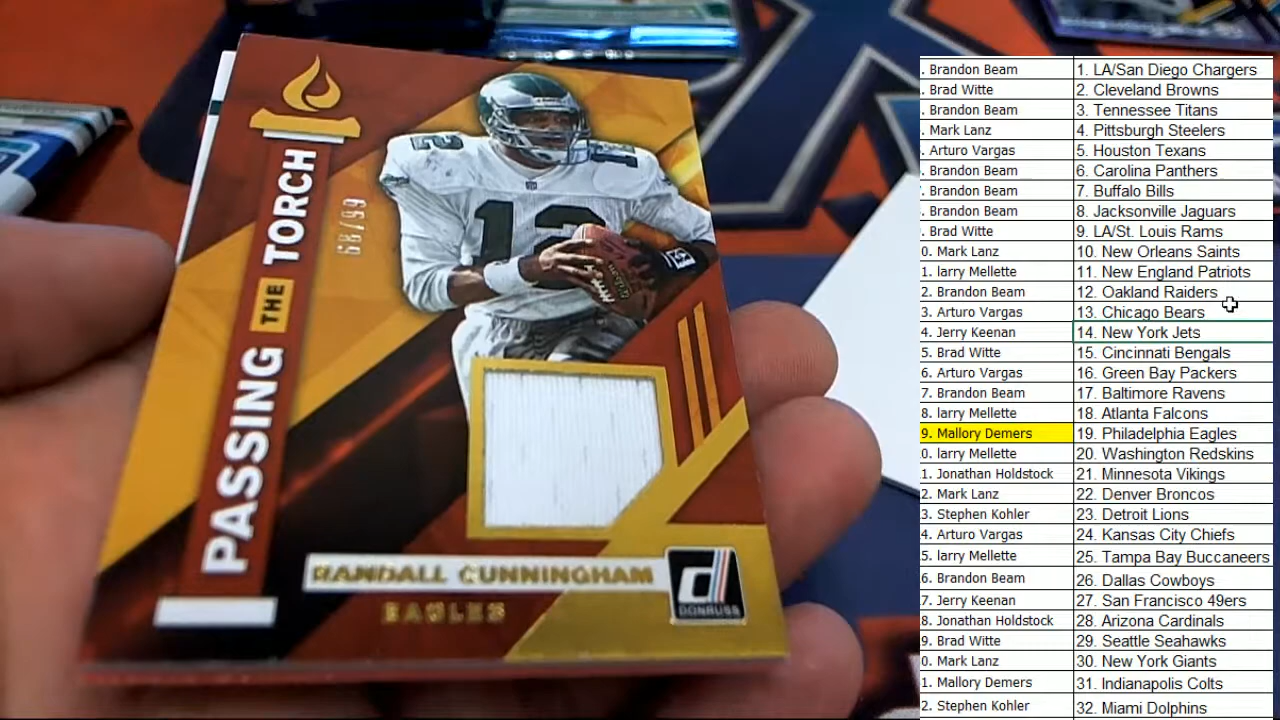 PASSING THE TORCH
68/99
12
12
12
RANDALL CUNNINGHAM
EAGLES
DONRUSS
. Brandon Beam 1. LA/San Diego Chargers
. Brad Witte 2. Cleveland Browns
. Brandon Beam 3. Tennessee Titans
. Mark Lanz 4. Pittsburgh Steelers
. Arturo Vargas 5. Houston Texans
. Brandon Beam 6. Carolina Panthers
. Brandon Beam 7. Buffalo Bills
. Brandon Beam 8. Jacksonville Jaguars
. Brad Witte 9. LA/St. Louis Rams
0. Mark Lanz 10. New Orleans Saints
1. larry Mellette 11. New England Patriots
2. Brandon Beam 12. Oakland Raiders
3. Arturo Vargas 13. Chicago Bears
4. Jerry Keenan 14. New York Jets
5. Brad Witte 15. Cincinnati Bengals
6. Arturo Vargas 16. Green Bay Packers
7. Brandon Beam 17. Baltimore Ravens
8. larry Mellette 18. Atlanta Falcons
9. Mallory Demers 19. Philadelphia Eagles
0. larry Mellette 20. Washington Redskins
1. Jonathan Holdstock 21. Minnesota Vikings
2. Mark Lanz 22. Denver Broncos
3. Stephen Kohler 23. Detroit Lions
4. Arturo Vargas 24. Kansas City Chiefs
5. larry Mellette 25. Tampa Bay Buccaneers
6. Brandon Beam 26. Dallas Cowboys
7. Jerry Keenan 27. San Francisco 49ers
8. Jonathan Holdstock 28. Arizona Cardinals
9. Brad Witte 29. Seattle Seahawks
0. Mark Lanz 30. New York Giants
1. Mallory Demers 31. Indianapolis Colts
2. Stephen Kohler 32. Miami Dolphins